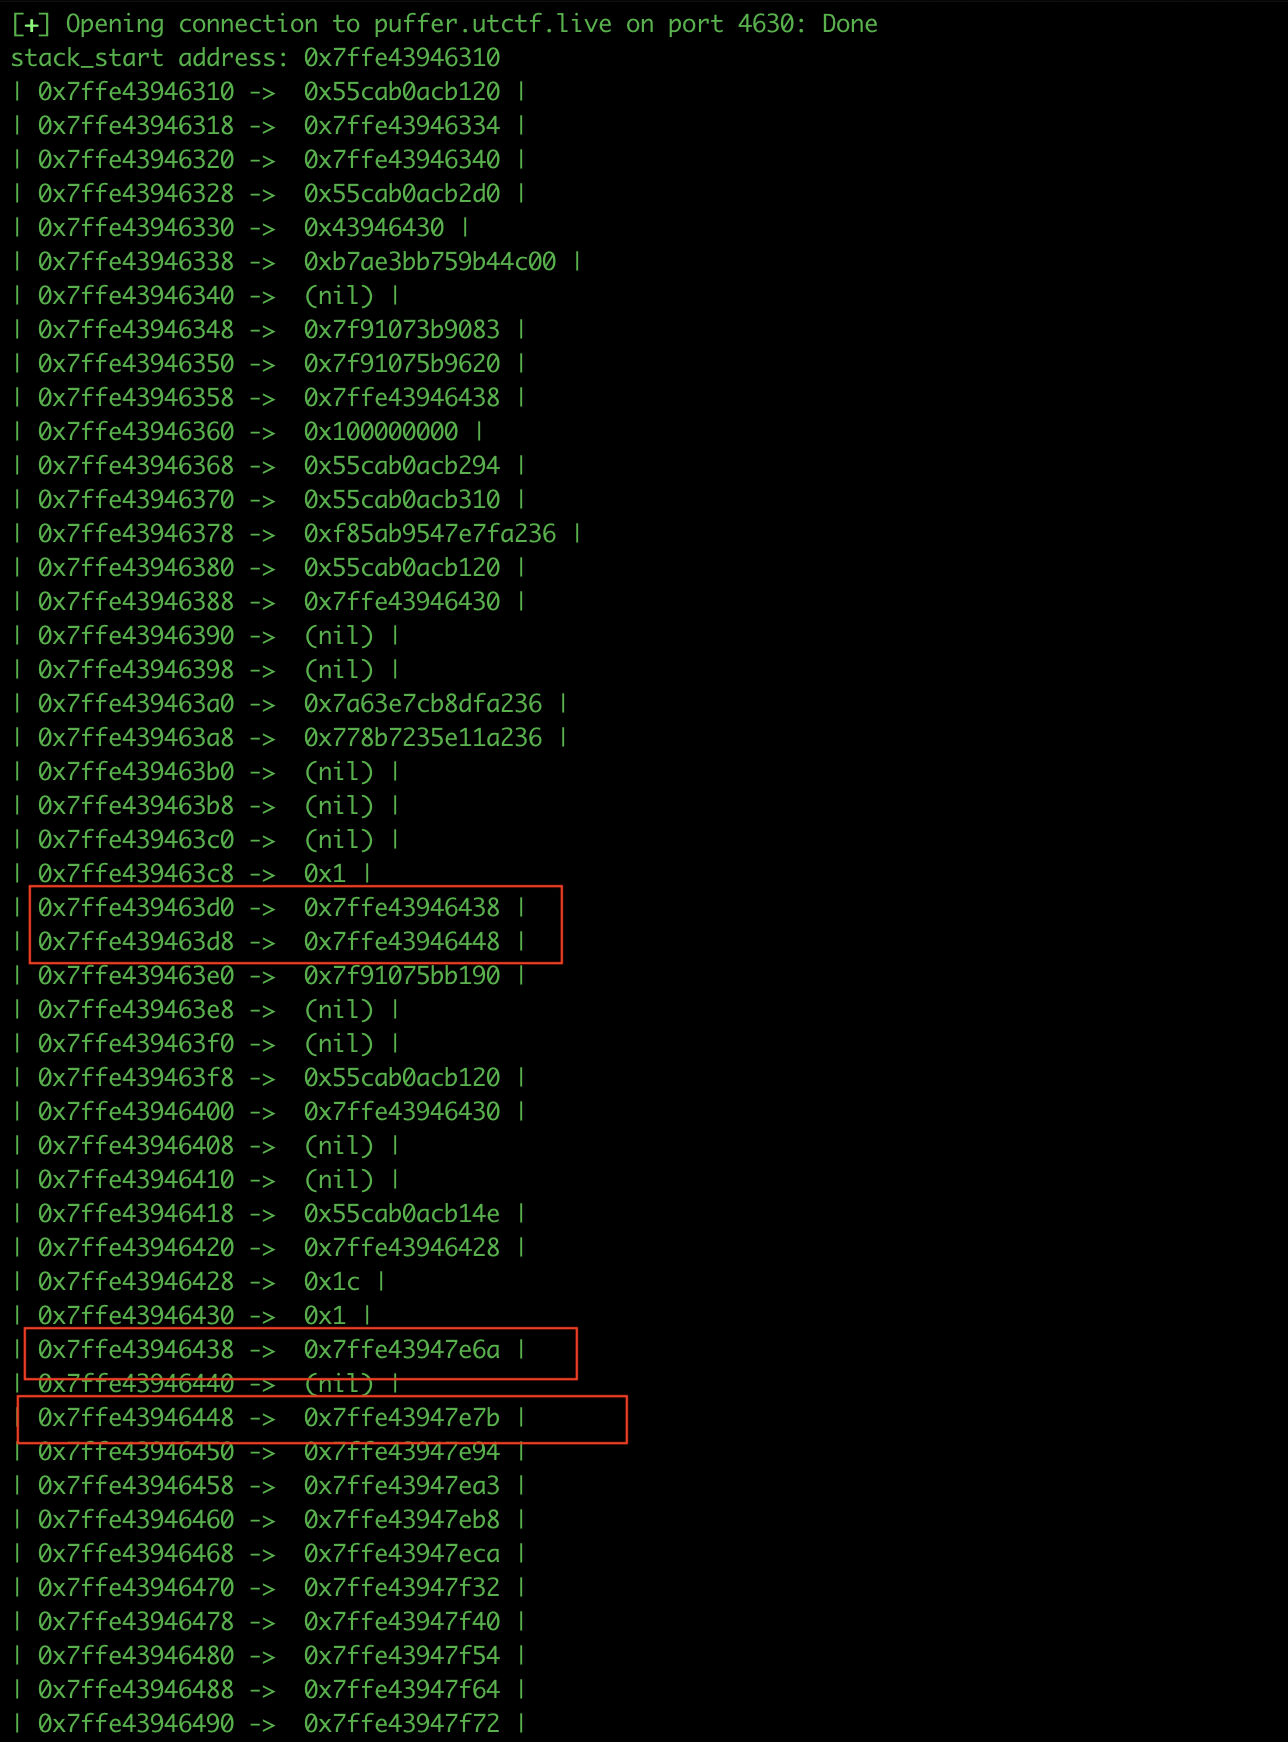 [+] Opening connection to puffer.utctf.live on port 4630: Done
stack_start address: 0x7ffe43946310
| 0x7ffe43946310 -> 0x55cab0acb120 |
| 0x7ffe43946318 -> 0x7ffe43946334 |
| 0x7ffe43946320 -> 0x7ffe43946340 |
| 0x7ffe43946328 -> 0x55cab0acb2d0 |
| 0x7ffe43946330 -> 0x43946430 |
| 0x7ffe43946338 -> 0xb7ae3bb759b44c00 |
| 0x7ffe43946340 -> (nil) |
| 0x7ffe43946348 -> 0x7f91073b9083 |
| 0x7ffe43946350 -> 0x7f91075b9620 |
| 0x7ffe43946358 -> 0x7ffe43946438 |
| 0x7ffe43946360 -> 0x100000000 |
| 0x7ffe43946368 -> 0x55cab0acb294 |
| 0x7ffe43946370 -> 0x55cab0acb310 |
| 0x7ffe43946378 -> 0xf85ab9547e7fa236 |
| 0x7ffe43946380 -> 0x55cab0acb120 |
| 0x7ffe43946388 -> 0x7ffe43946430 |
| 0x7ffe43946390 -> (nil) |
| 0x7ffe43946398 -> (nil) |
| 0x7ffe439463a0 -> 0x7a63e7cb8dfa236 |
| 0x7ffe439463a8 -> 0x778b7235e11a236 |
| 0x7ffe439463b0 -> (nil) |
| 0x7ffe439463b8 -> (nil) |
| 0x7ffe439463c0 -> (nil) |
| 0x7ffe439463c8 -> 0x1 |
| 0x7ffe439463d0 -> 0x7ffe43946438 |
| 0x7ffe439463d8 -> 0x7ffe43946448 |
| 0x7ffe439463e0 -> 0x7f91075bb190 |
| 0x7ffe439463e8 -> (nil) |
| 0x7ffe439463f0 -> (nil) |
| 0x7ffe439463f8 -> 0x55cab0acb120 |
| 0x7ffe43946400 -> 0x7ffe43946430 |
| 0x7ffe43946408 -> (nil) |
| 0x7ffe43946410 -> (nil) |
| 0x7ffe43946418 -> 0x55cab0acb14e |
| 0x7ffe43946420 -> 0x7ffe43946428 |
| 0x7ffe43946428 -> 0x1c |
| 0x7ffe43946430 -> 0x1 |
| 0x7ffe43946438 -> 0x7ffe43947e6a |
| 0x7ffe43946440 -> (nil) |
| 0x7ffe43946448 -> 0x7ffe43947e7b |
| 0x7ffe43946450 -> 0x7ffe43947e94 |
| 0x7ffe43946458 -> 0x7ffe43947ea3 |
| 0x7ffe43946460 -> 0x7ffe43947eb8 |
| 0x7ffe43946468 -> 0x7ffe43947eca |
| 0x7ffe43946470 -> 0x7ffe43947f32 |
| 0x7ffe43946478 -> 0x7ffe43947f40 |
| 0x7ffe43946480 -> 0x7ffe43947f54 |
| 0x7ffe43946488 -> 0x7ffe43947f64 |
| 0x7ffe43946490 -> 0x7ffe43947f72 |